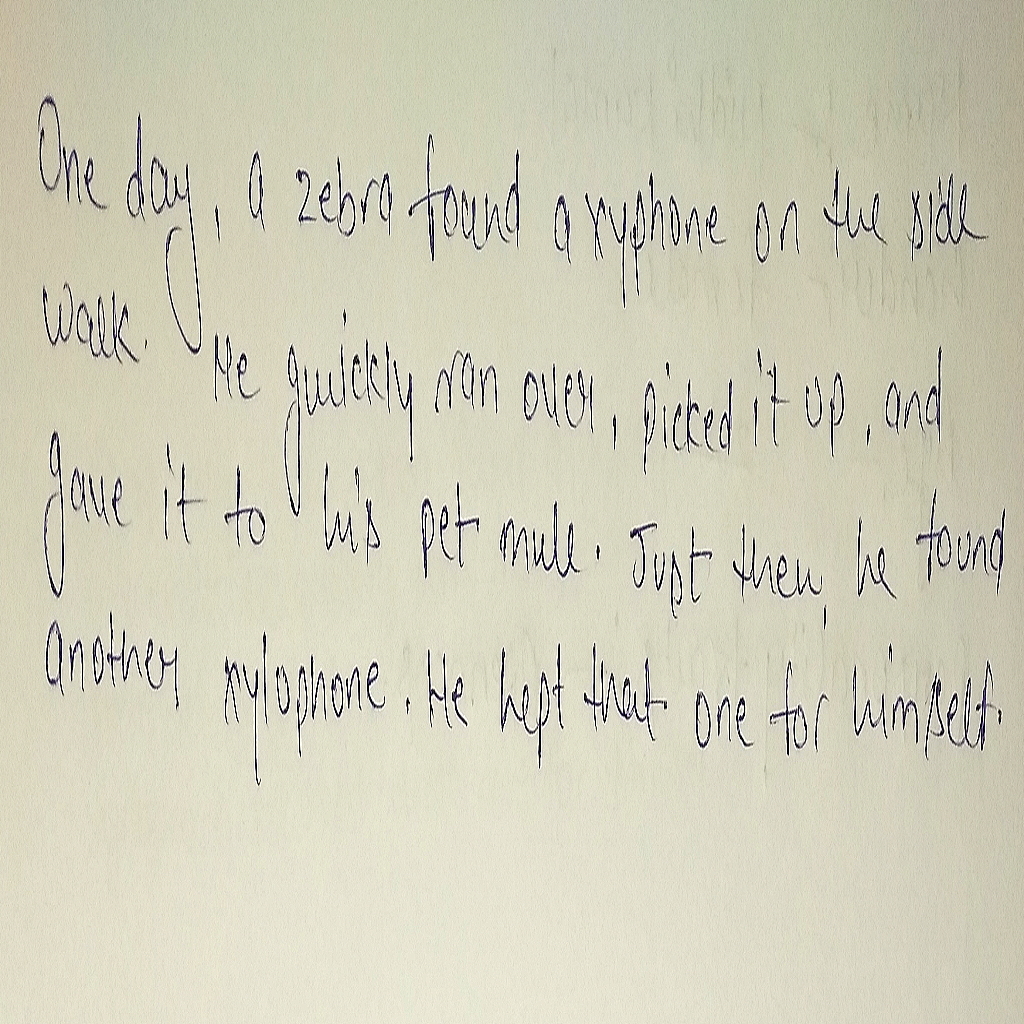 One day, a zebra found a xyphone on the side
walk. He quickly ran over, picked it up, and
gave it to his pet mule. Just then, he found
another xylophone. He kept that one for himself.